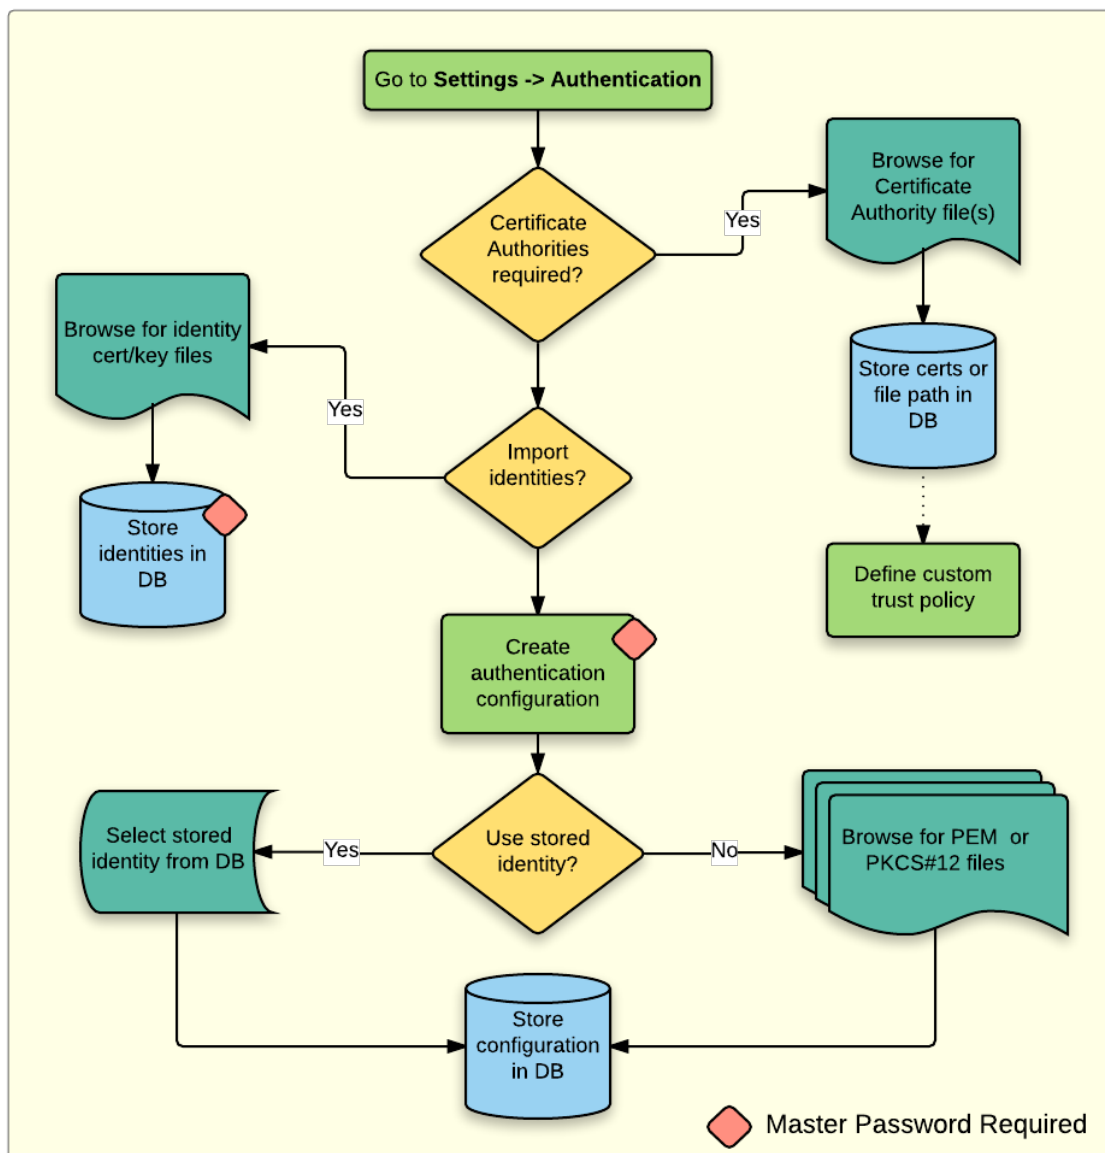 Go to Settings -> Authentication
Certificate
Authorities
required?
Yes
Browse for
Certificate
Authority file(s)
Store certs or
file path in
DB
Define custom
trust policy
Import
identities?
Yes
Browse for identity
cert/key files
Store
identities in
DB
Create
authentication
configuration
Use stored
identity?
Yes
Select stored
identity from DB
No
Browse for PEM  or
PKCS#12 files
Store
configuration
in DB
Master Password Required